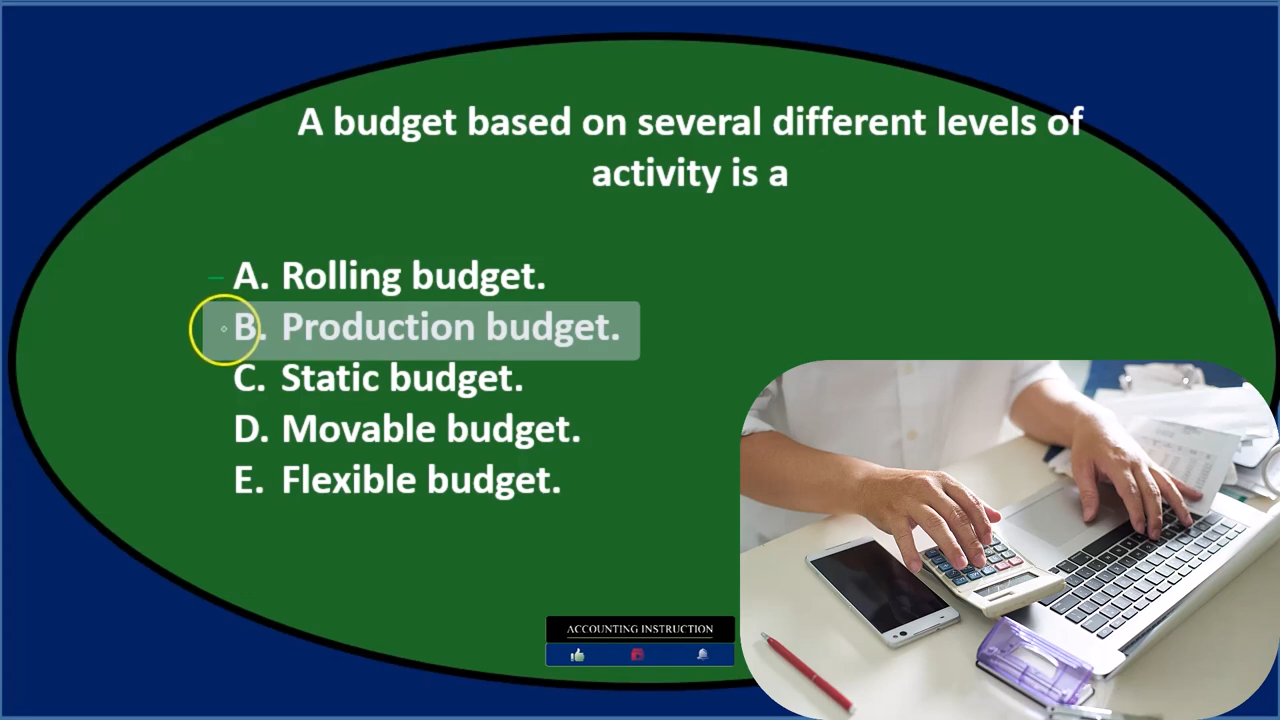 A budget based on several different levels of
activity is a
A. Rolling budget.
B. Production budget.
C. Static budget.
D. Movable budget.
E. Flexible budget.
ACCOUNTING INSTRUCTION